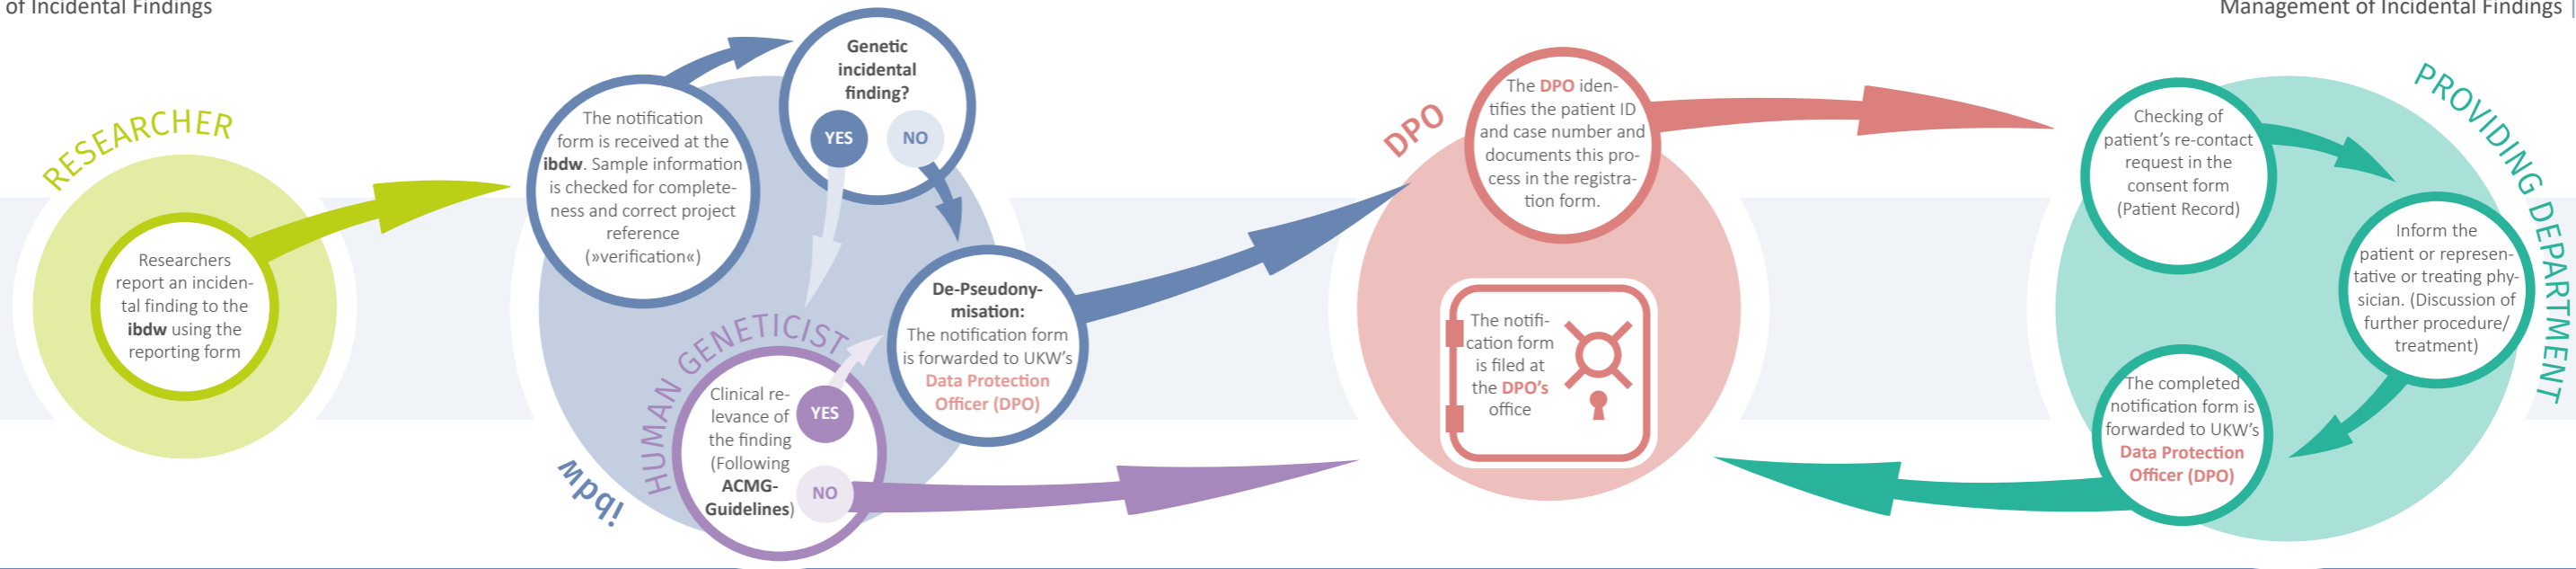 of Incidental Findings
Management of Incidental Findings
RESEARCHER
Researchers
report an inciden-
tal finding to the
ibdw using the
reporting form
The notification
form is received at the
ibdw. Sample information
is checked for complete-
ness and correct project
reference
(»verification«)
Genetic
incidental
finding?
YES
NO
ibdw
HUMAN GENETICIST
Clinical re-
levance of
the finding
(Following
ACMG-
Guidelines)
YES
NO
De-Pseudony-
misation:
The notification form
is forwarded to UKW's
Data Protection
Officer (DPO)
DPO
The DPO iden-
tifies the patient ID
and case number and
documents this pro-
cess in the registra-
tion form.
The notifi-
cation form
is filed at
the DPO's
office
PROVIDING DEPARTMENT
Checking of
patient's re-contact
request in the
consent form
(Patient Record)
Inform the
patient or represen-
tative or treating phy-
sician. (Discussion of
further procedure/
treatment)
The completed
notification form is
forwarded to UKW's
Data Protection
Officer (DPO)